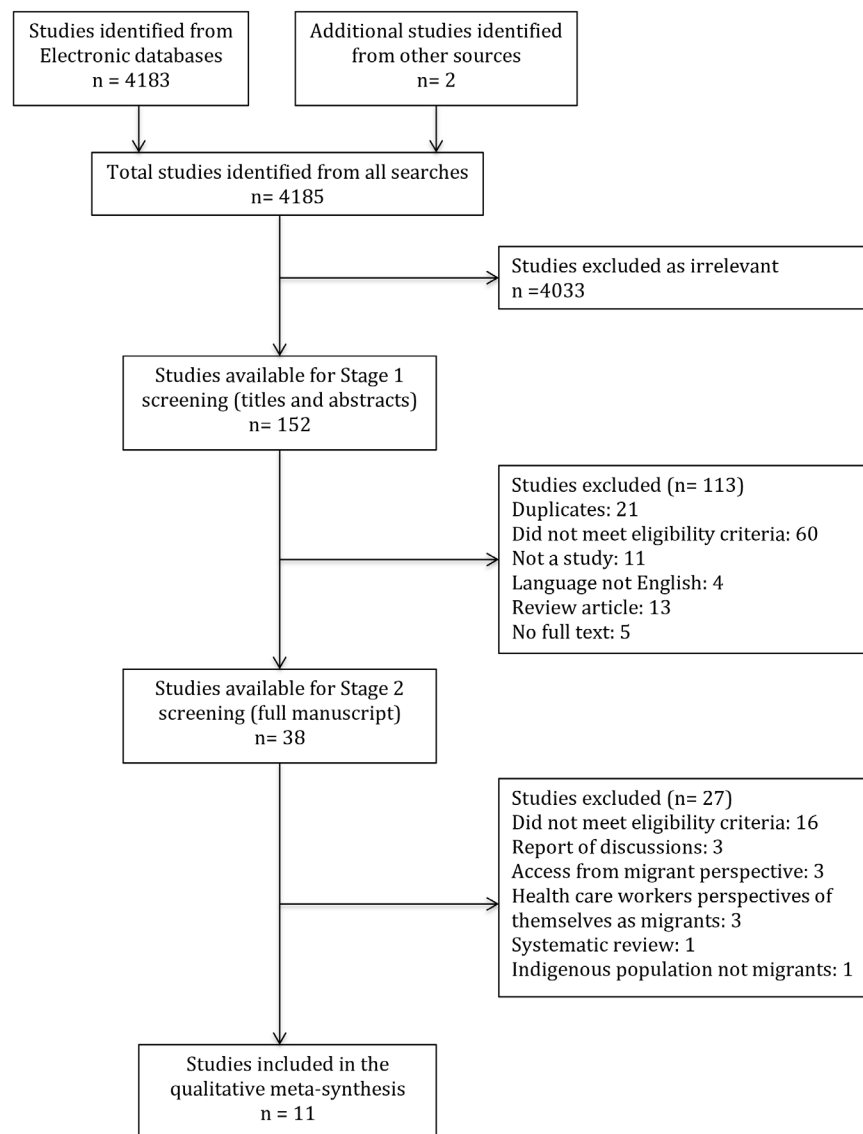 Studies identified from
Electronic databases
n = 4183
Additional studies identified
from other sources
n= 2
Total studies identified from all searches
n= 4185
Studies excluded as irrelevant
n =4033
Studies available for Stage 1
screening (titles and abstracts)
n= 152
Studies excluded (n= 113)
Duplicates: 21
Did not meet eligibility criteria: 60
Not a study: 11
Language not English: 4
Review article: 13
No full text: 5
Studies available for Stage 2
screening (full manuscript)
n= 38
Studies excluded (n= 27)
Did not meet eligibility criteria: 16
Report of discussions: 3
Access from migrant perspective: 3
Health care workers perspectives of
themselves as migrants: 3
Systematic review: 1
Indigenous population not migrants: 1
Studies included in the
qualitative meta-synthesis
n = 11